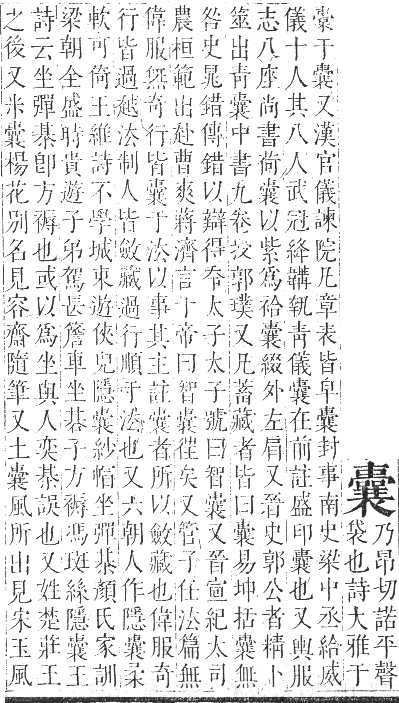 囊
乃昂切諾平聲
袋也詩大雅于
橐于囊又漢官儀諫院凡章表皆皁囊封事南史梁中丞給威
儀十人其八人武冠絳韝執青儀囊在前註盛印囊也又輿服
志八座尚書荷囊以紫為袷囊綴外左肩又晉史郭公者精卜
筮出青囊中書九卷授郭璞又凡蓄藏者皆曰囊易坤括囊無
咎史晁錯傳錯以辯得夲太子太子號曰智囊又晉宣紀太司
農桓範出赴曹爽蔣濟言于帝曰智囊徃矣又管子任法篇無
偉服無奇行皆囊于法以事其主註囊者所以斂藏也偉服奇
行皆過越法制人皆斂藏過行順于法也又六朝人作隱囊柔
軟可倚王維詩不學城東遊俠兒隱囊紗帽坐彈棊顏氏家訓
梁朝全盛時貴遊子弟駕長簷車坐棊子方褥馮斑絲隱囊王
詩云坐彈棊卽方褥也或以為坐與人奕棊誤也又姓楚莊王
之後又米囊楊花別名見容齋隨筆又土囊風所出見宋玉風